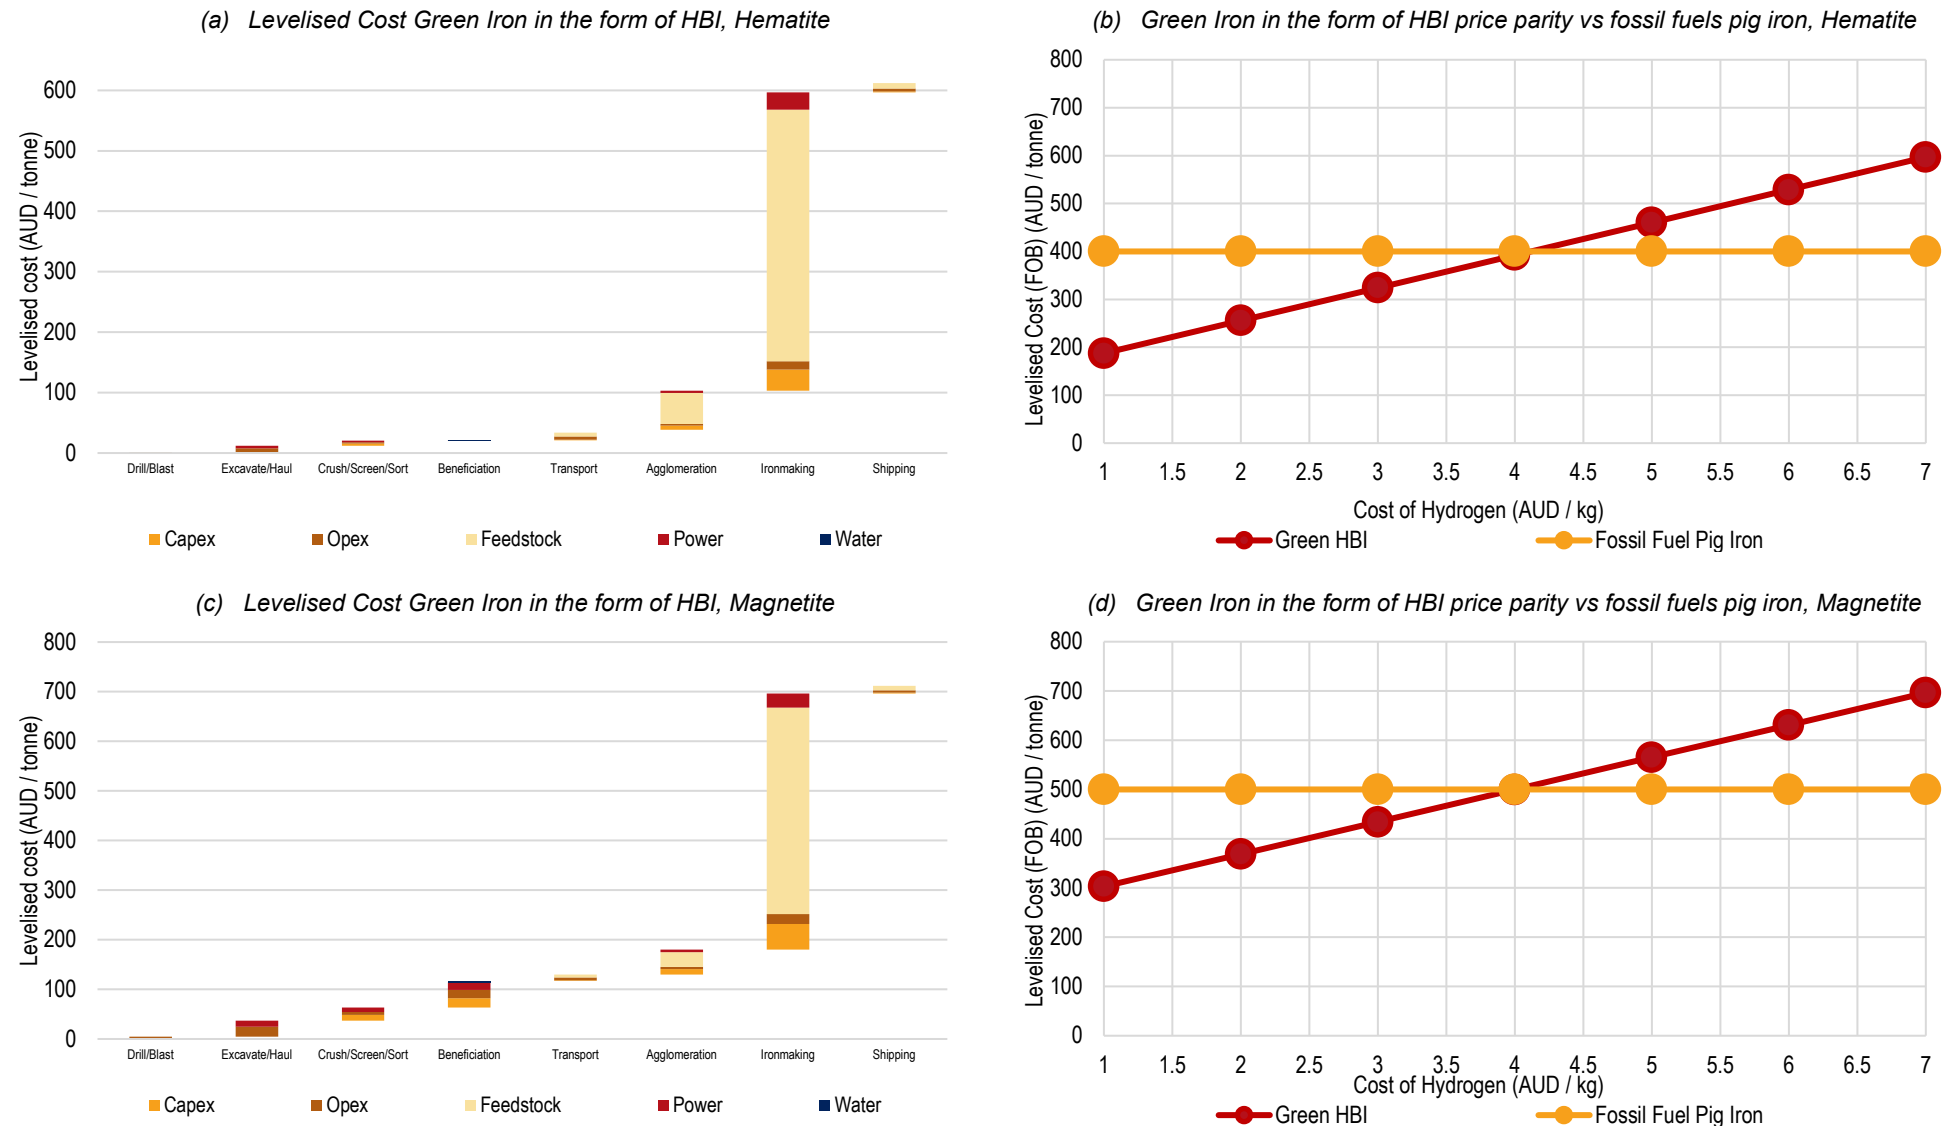 (a) Levelised Cost Green Iron in the form of HBI, Hematite
Levelised cost (AUD / tonne)
600
500
400
300
200
100
0
Drill/Blast Excavate/Haul Crush/Screen/Sort Beneficiation Transport Agglomeration Ironmaking Shipping
Capex Opex Feedstock Power Water
(b) Green Iron in the form of HBI price parity vs fossil fuels pig iron, Hematite
Levelised Cost (FOB) (AUD / tonne)
800
700
600
500
400
300
200
100
0
1 1.5 2 2.5 3 3.5 4 4.5 5 5.5 6 6.5 7
Cost of Hydrogen (AUD / kg)
Green HBI Fossil Fuel Pig Iron
(c) Levelised Cost Green Iron in the form of HBI, Magnetite
Levelised cost (AUD / tonne)
800
700
600
500
400
300
200
100
0
Drill/Blast Excavate/Haul Crush/Screen/Sort Beneficiation Transport Agglomeration Ironmaking Shipping
Capex Opex Feedstock Power Water
(d) Green Iron in the form of HBI price parity vs fossil fuels pig iron, Magnetite
Levelised Cost (FOB) (AUD / tonne)
800
700
600
500
400
300
200
100
0
1 1.5 2 2.5 3 3.5 4 4.5 5 5.5 6 6.5 7
Cost of Hydrogen (AUD / kg)
Green HBI Fossil Fuel Pig Iron